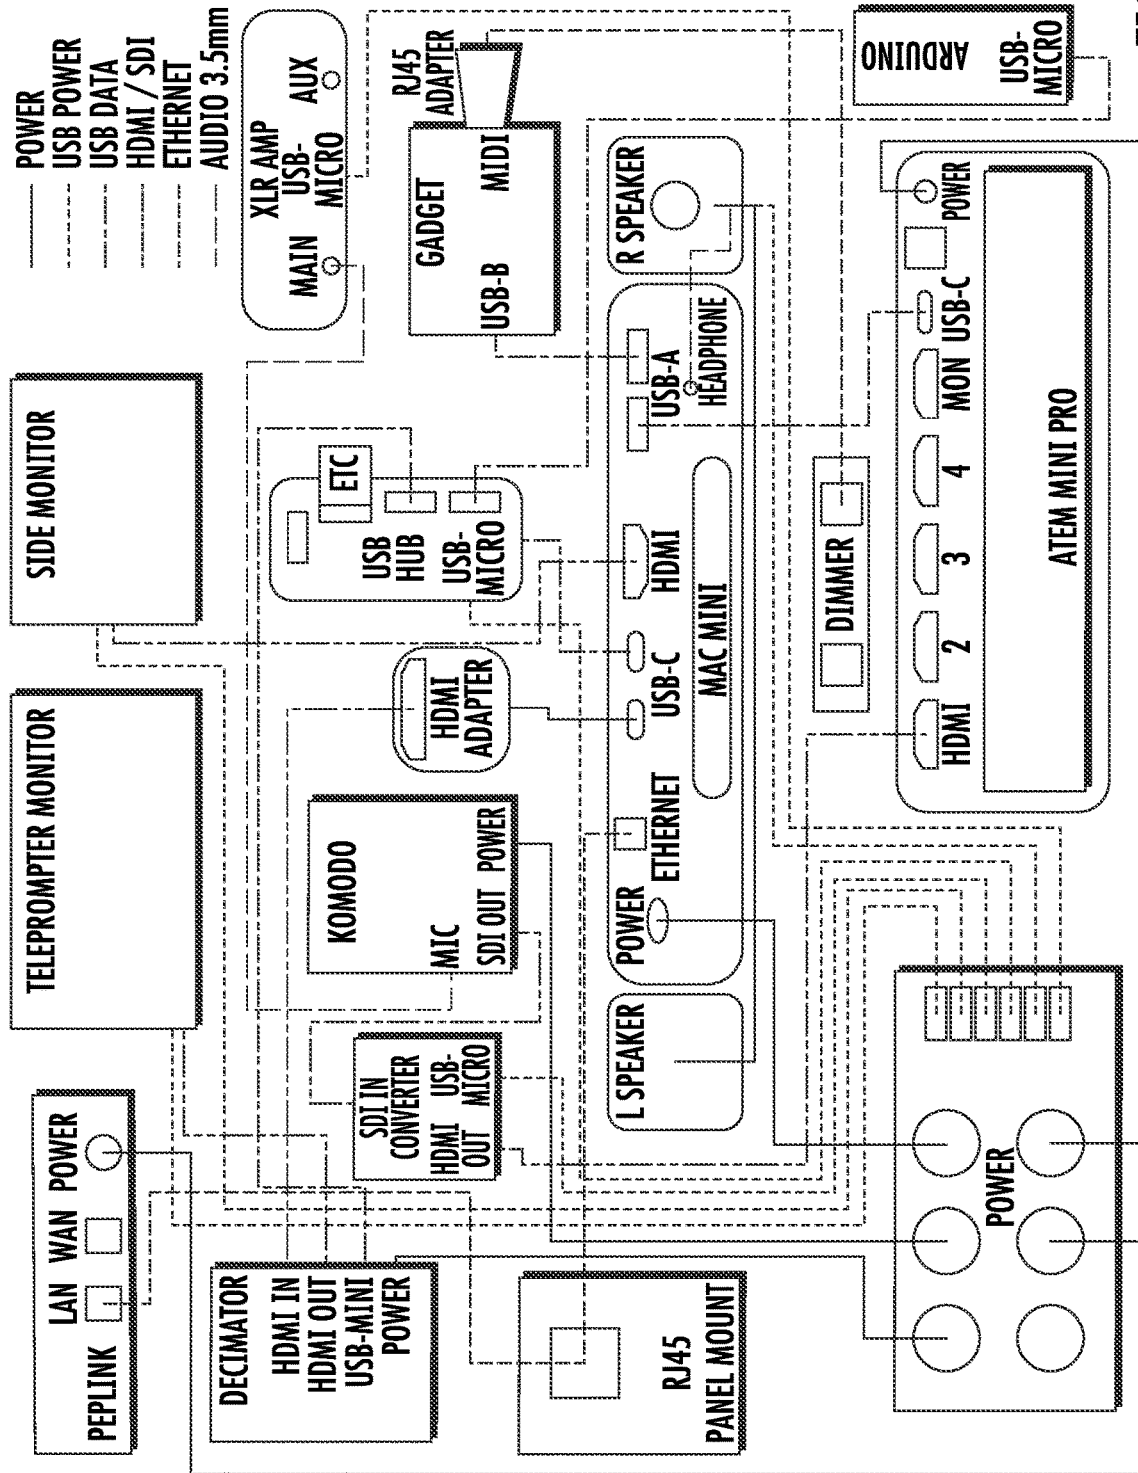 POWER
USB POWER
USB DATA
HDMI / SDI
ETHERNET
AUDIO 3.5mm
PEPLINK
LAN
WAN
POWER
TELEPROMPTER MONITOR
SIDE MONITOR
XLR AMP
MAIN
USB-
MICRO
AUX
DECIMATOR
HDMI IN
HDMI OUT
USB-MINI
POWER
SDI IN
CONVERTER
HDMI
OUT
USB-
MICRO
KOMODO
MIC
SDI OUT
POWER
HDMI
ADAPTER
ETC
USB
HUB
USB-
MICRO
GADGET
USB-B
MIDI
RJ45
ADAPTER
RJ45
PANEL MOUNT
L SPEAKER
POWER
ETHERNET
USB-C
HDMI
USB-A
HEADPHONE
MAC MINI
R SPEAKER
DIMMER
ARDUINO
USB-
MICRO
POWER
HDMI
2
3
4
MON
USB-C
POWER
ATEM MINI PRO